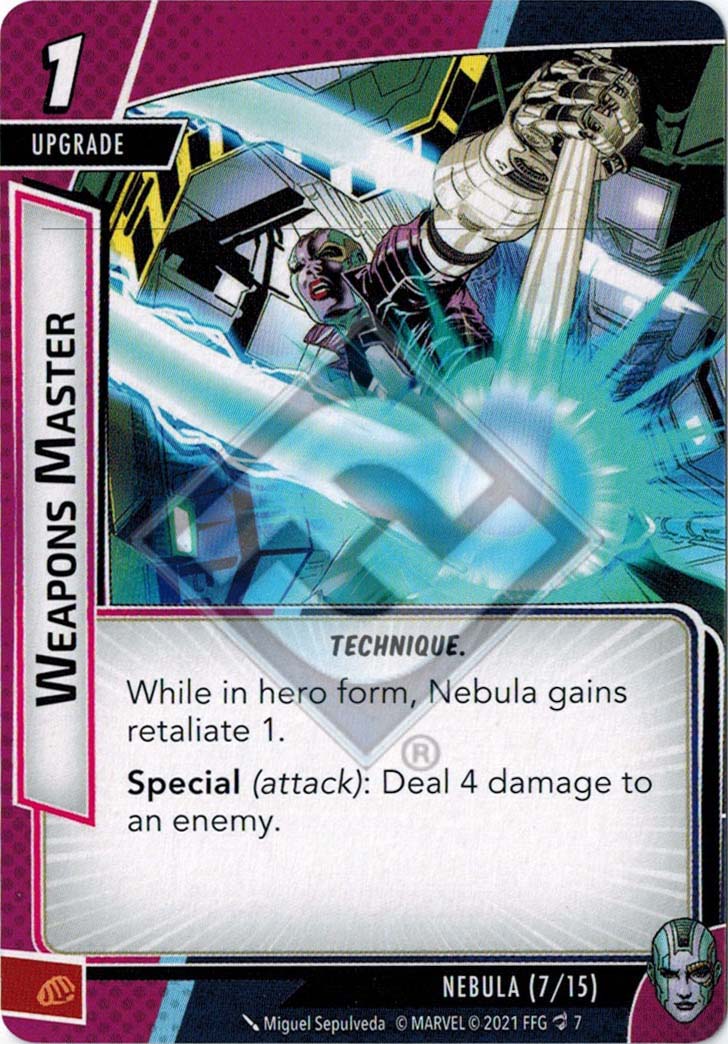 1
UPGRADE
WEAPONS MASTER
TECHNIQUE.
While in hero form, Nebula gains
retaliate 1.
Special (attack): Deal 4 damage to
an enemy.
®
NEBULA (7/15)
Miguel Sepulveda © MARVEL © 2021 FFG 7